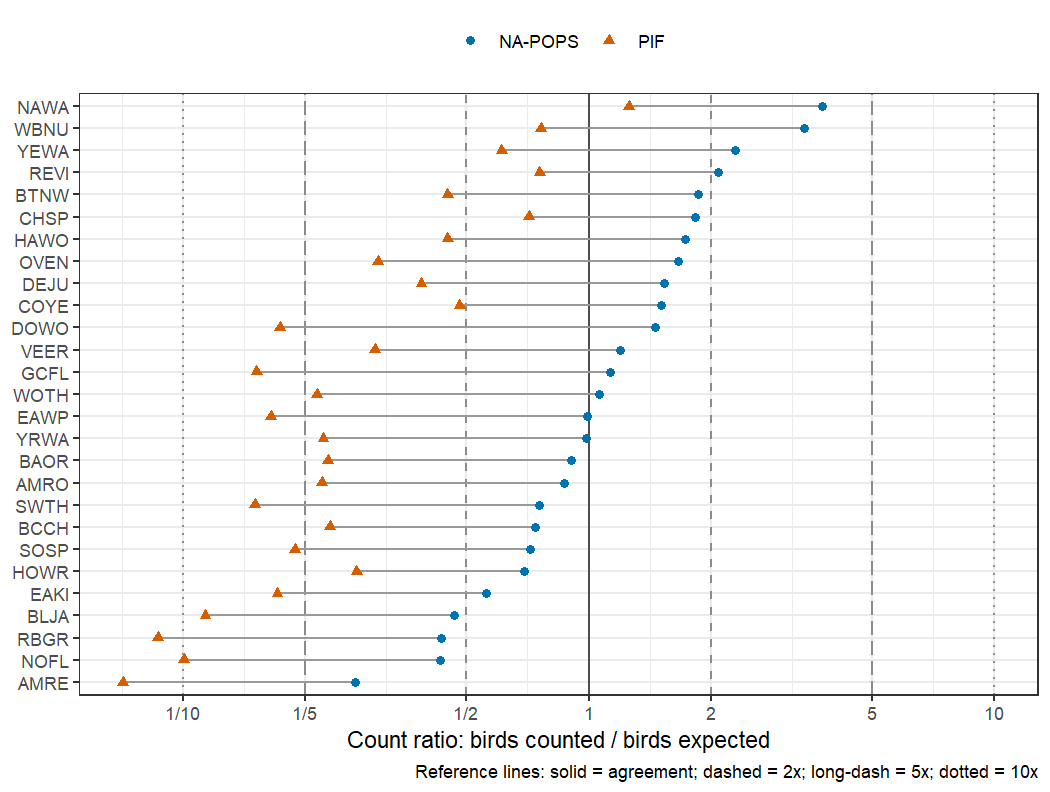 NA-POPS PIF
NAWA
WBNU
YEWA
REVI
BTNW
CHSP
HAWO
OVEN
DEJU
COYE
DOWO
VEER
GCFL
WOTH
EAWP
YRWA
BAOR
AMRO
SWTH
BCCH
SOSP
HOWR
EAKI
BLJA
RBGR
NOFL
AMRE
1/10 1/5 1/2 1 2 5 10
Count ratio: birds counted / birds expected
Reference lines: solid = agreement; dashed = 2x; long-dash = 5x; dotted = 10x